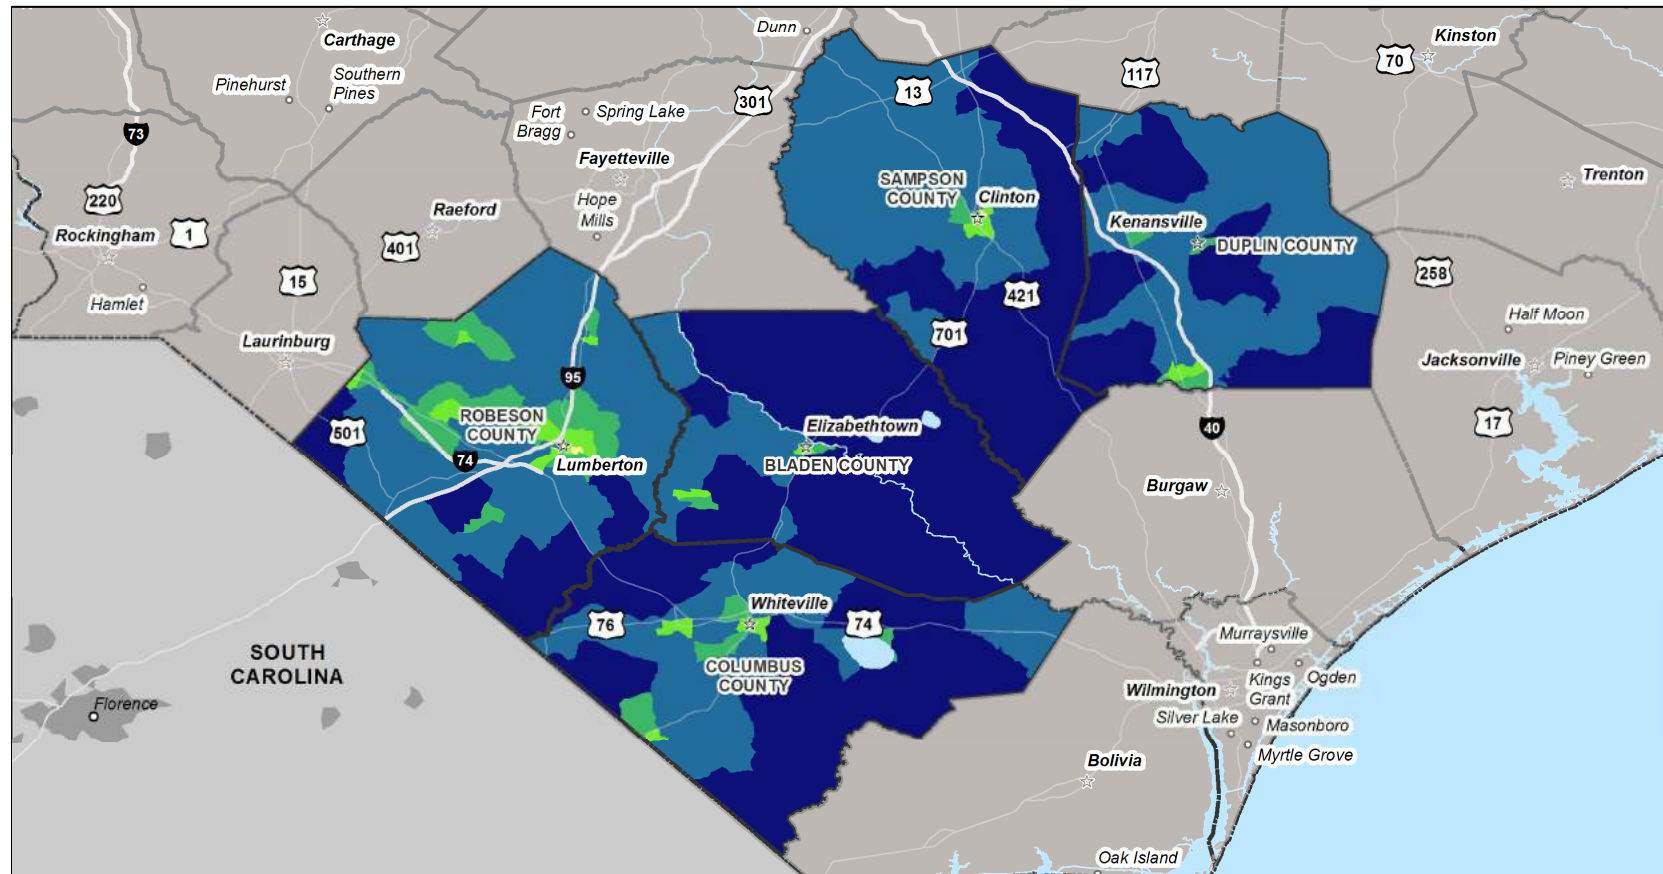 Dunn
Carthage
Kinston
117
70
Southern
Pines
Pinehurst
13
301
Fort
Bragg
Spring Lake
73
Fayetteville
Trenton
SAMPSON
COUNTY
Clinton
220
Hope
Mills
Raeford
Kenansville
1
Rockingham
401
DUPLIN COUNTY
258
15
421
Hamlet
Half Moon
701
Laurinburg
Jacksonville
Piney Green
95
ROBESON
COUNTY
17
Elizabethtown
40
501
74
Lumberton
BLADEN COUNTY
Burgaw
Whiteville
76
74
Murraysville
SOUTH
CAROLINA
COLUMBUS
COUNTY
Kings
Grant
Ogden
Wilmington
Florence
Silver Lake
Masonboro
Myrtle Grove
Bolivia
Oak Island